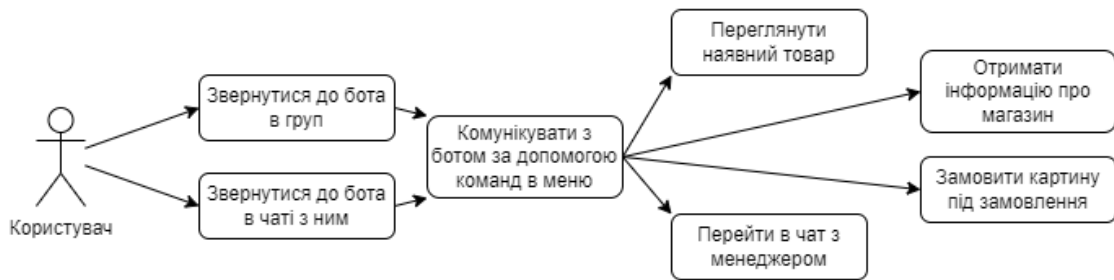 Користувач
Звернутися до бота
в груп
Звернутися до бота
в чаті з ним
Комунікувати з
ботом за допомогою
команд в меню
Переглянути
наявний товар
Отримати
інформацію про
магазин
Замовити картину
під замовлення
Перейти в чат з
менеджером